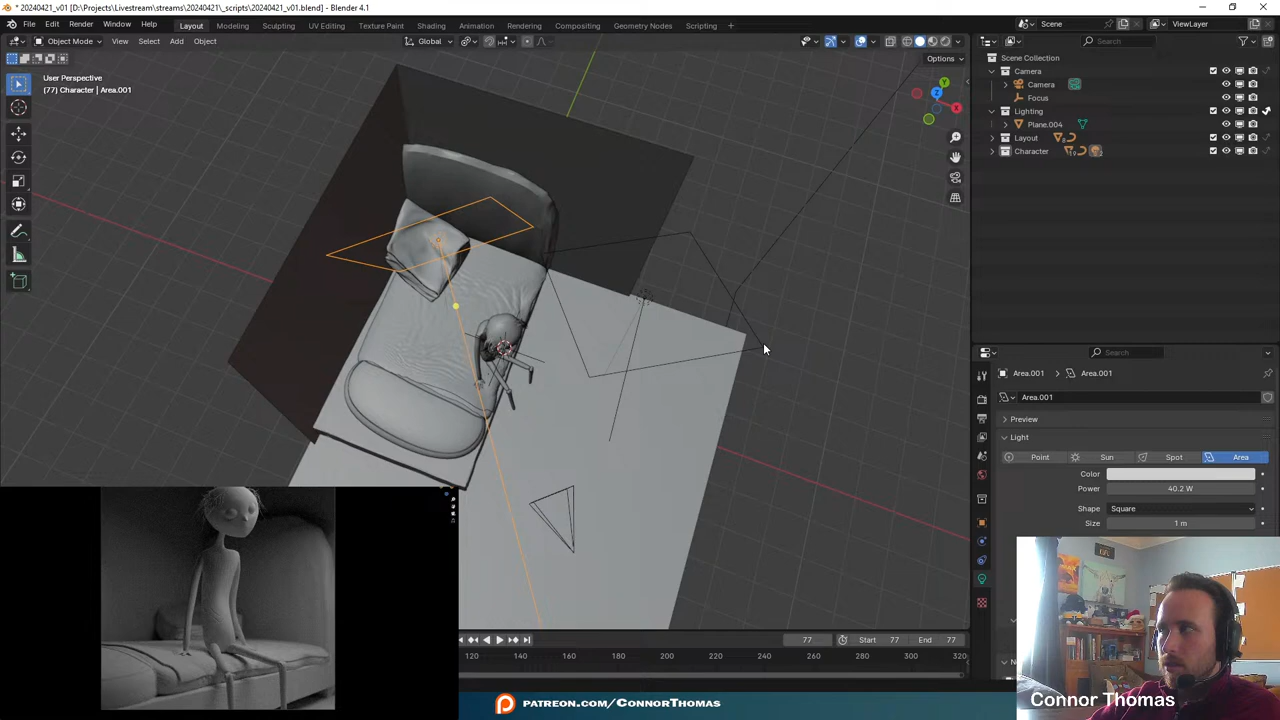 * 20240421_v01 [D:\Projects\Livestream\streams\20240421\_scripts\20240421_v01.blend] - Blender 4.1
File Edit Render Window Help Layout Modeling Sculpting UV Editing Texture Paint Shading Animation Rendering Compositing Geometry Nodes Scripting + Scene ViewLayer
Object Mode View Select Add Object Global Search
Options
User Perspective
(77) Character | Area.001
Scene Collection
Camera
Camera
Focus
Lighting
Plane.004
Layout
Character
Z
Y
X
Search
Area.001 > Area.001
Area.001
Preview
Light
Point Sun Spot Area
Color
Power 40.2 W
Shape Square
Size 1 m
77 Start 77 End 77
120 140 160 180 200 220 240 260 280 300 320
PATREON.COM/CONNORTHOMAS
Connor Thomas